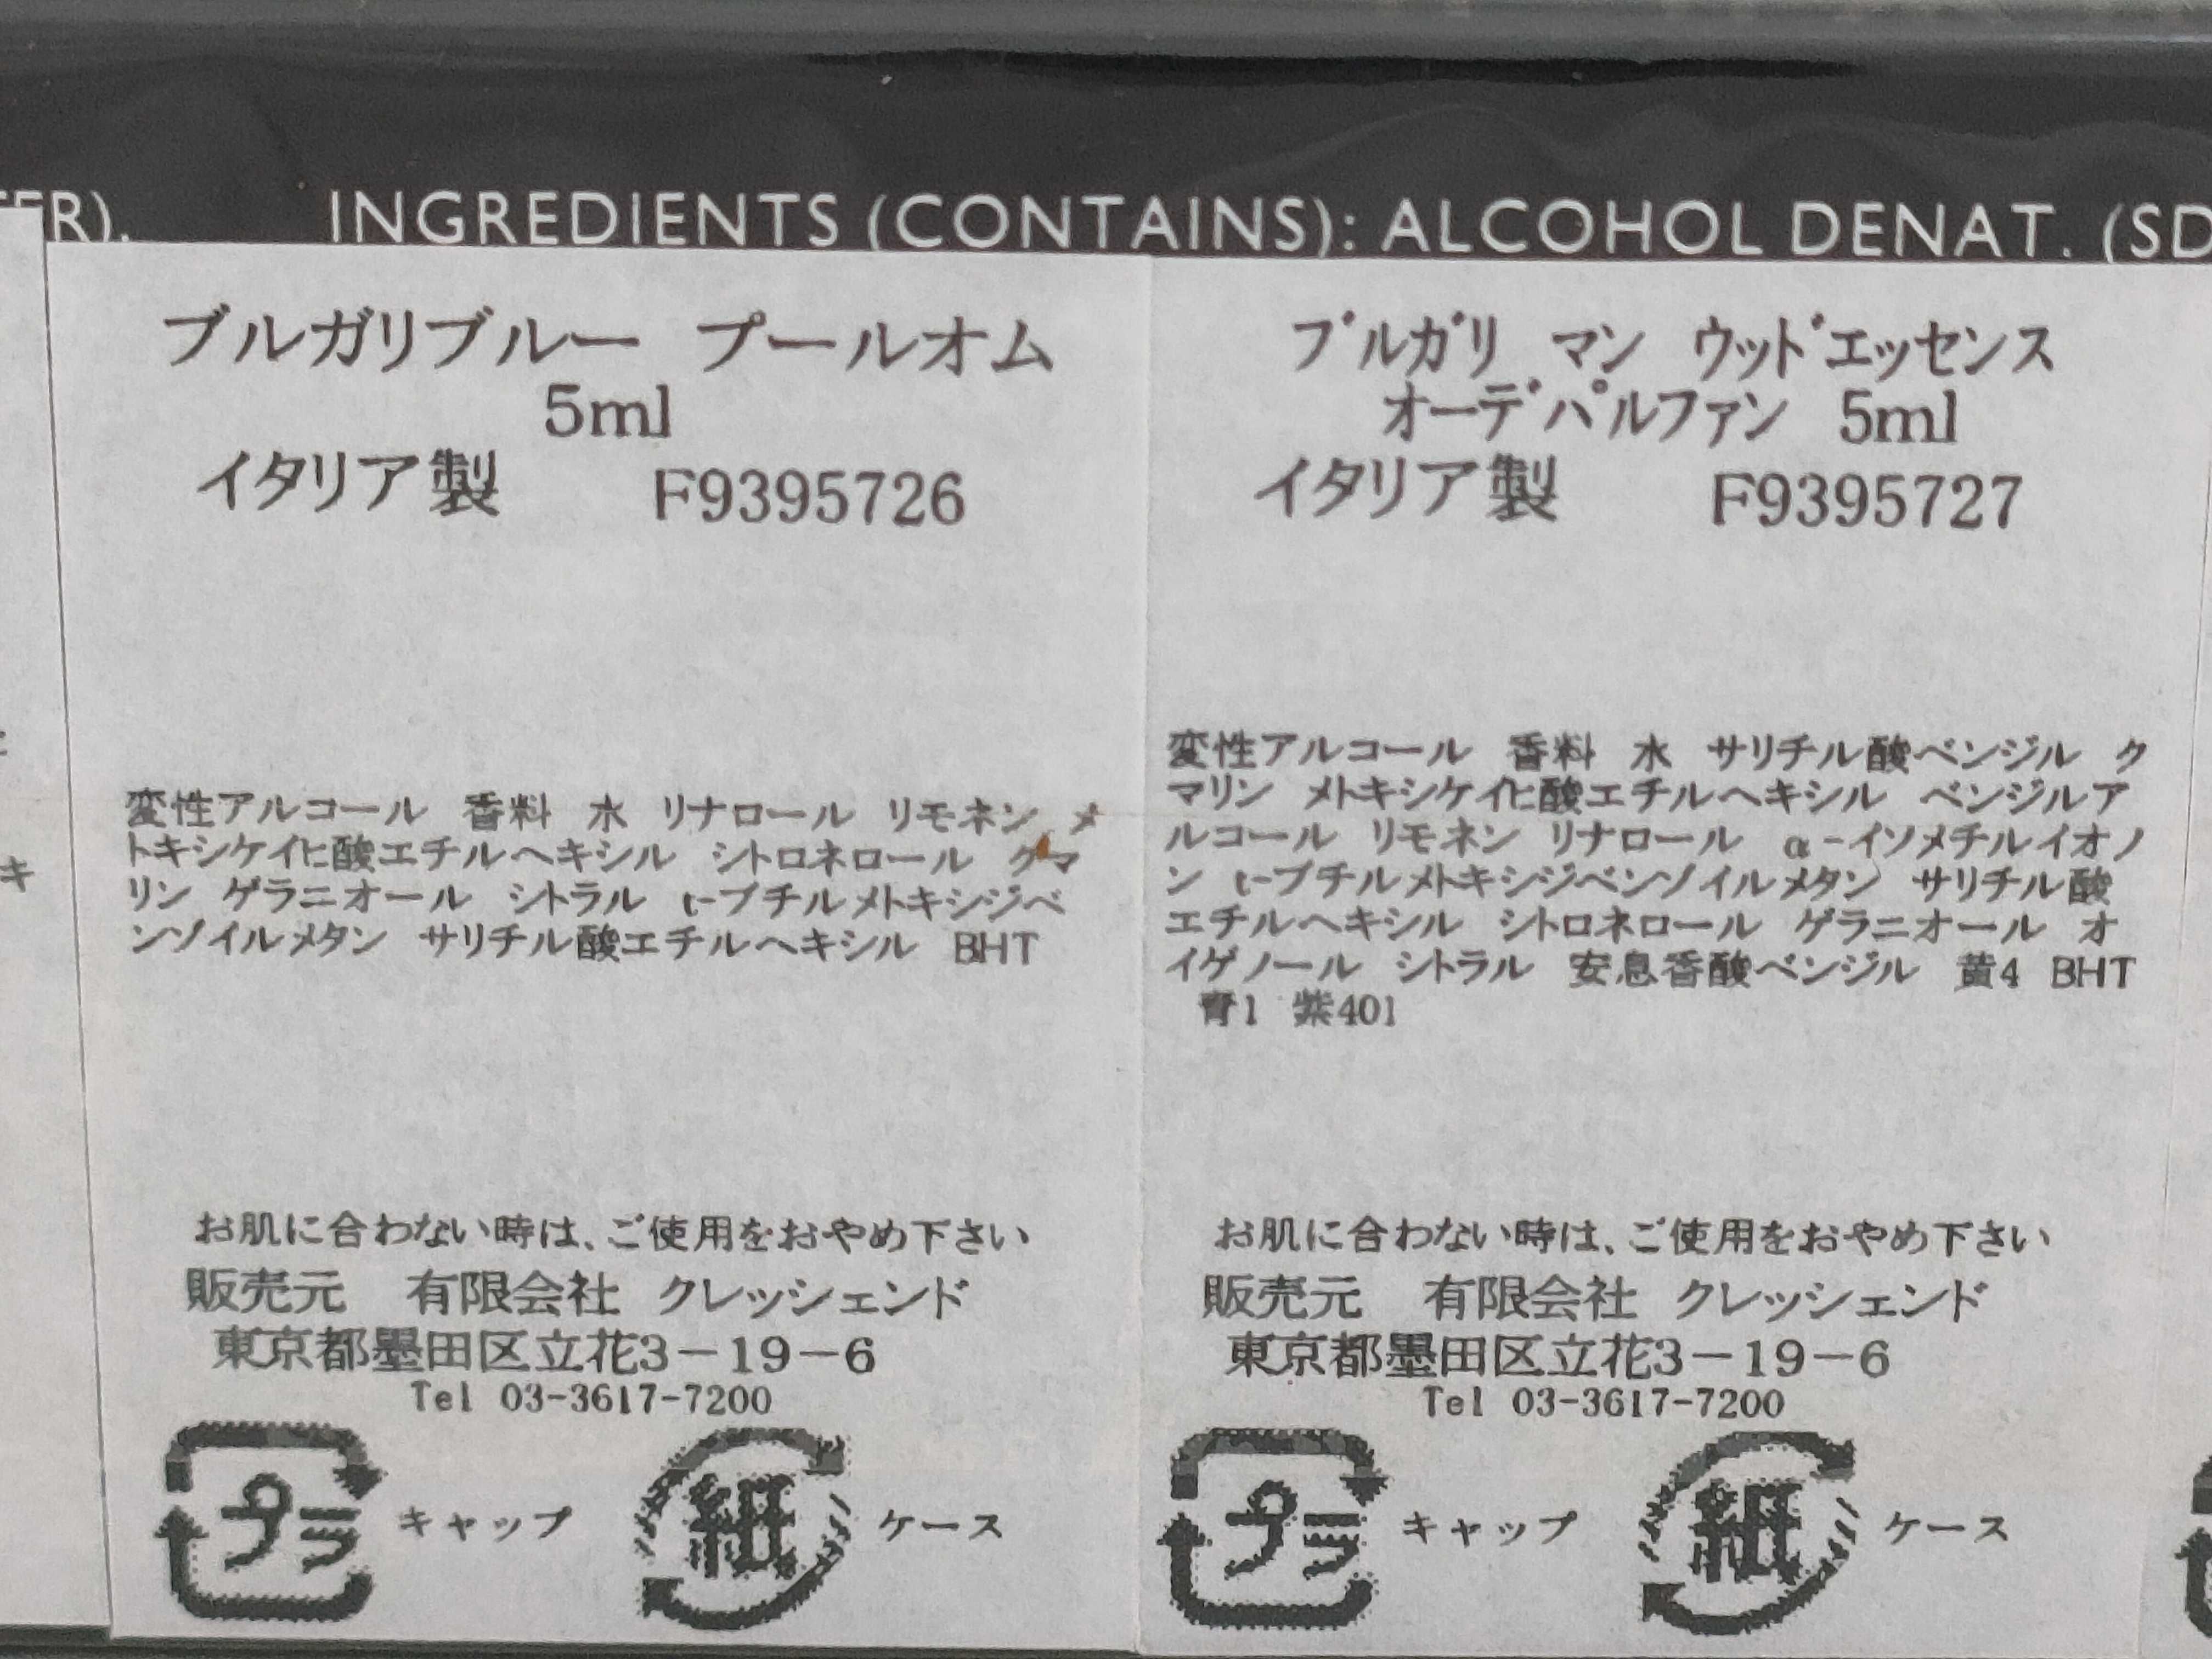 ER).
INGREDIENTS (CONTAINS): ALCOHOL DENAT. (SD
ブルガリブルー プールオム
5ml
イタリア製 F9395726
変性アルコール 香料 水 リナロール リモネン メ
トキシケイヒ酸エチルヘキシル シトロネロール クマ
リン ゲラニオール シトラル t-ブチルメトキシジベ
ンゾイルメタン サリチル酸エチルヘキシル BHT
お肌に合わない時は、ご使用をおやめ下さい
販売元 有限会社 クレッシェンド
東京都墨田区立花3-19-6
Tel 03-3617-7200
プラ キャップ 紙 ケース
ブルガリ マン ウッドエッセンス
オーデパルファン 5ml
イタリア製 F9395727
変性アルコール 香料 水 サリチル酸ベンジル ク
マリン メトキシケイヒ酸エチルヘキシル ベンジルア
ルコール リモネン リナロール α-イソメチルイオノ
ン t-ブチルメトキシジベンゾイルメタン サリチル酸
エチルヘキシル シトロネロール ゲラニオール オ
イゲノール シトラル 安息香酸ベンジル 黄4 BHT
青1 紫401
お肌に合わない時は、ご使用をおやめ下さい
販売元 有限会社 クレッシェンド
東京都墨田区立花3-19-6
Tel 03-3617-7200
プラ キャップ 紙 ケース
キ